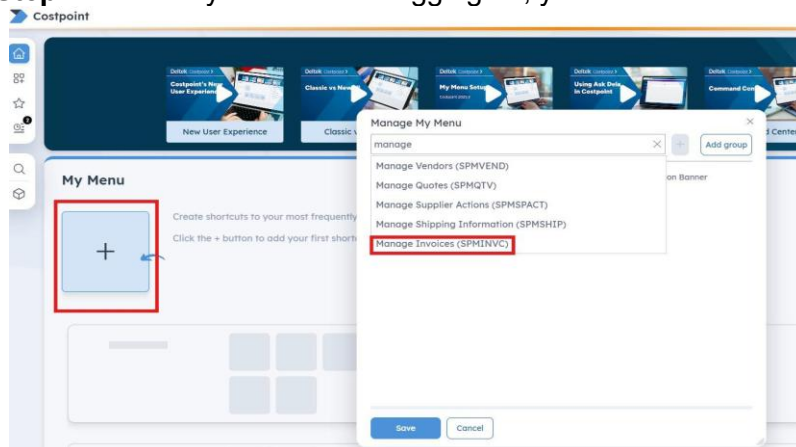 Costpoint
Costpoint's New
User Experience
Classic vs New
My Menu Setup
Using Ask Dela
in Costpoint
Command Cen
New User Experience
Classic v
d Center
Manage My Menu
manage
Add group
on Banner
Manage Vendors (SPMVEND)
Manage Quotes (SPMQTV)
Manage Supplier Actions (SPMSPACT)
Manage Shipping Information (SPMSHIP)
Manage Invoices (SPMINVC)
My Menu
Create shortcuts to your most frequently
Click the + button to add your first short
+
Save
Cancel